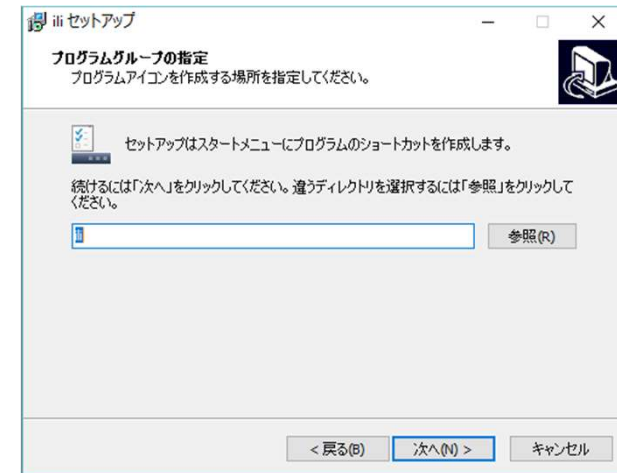 ili セットアップ
プログラムグループの指定
プログラムアイコンを作成する場所を指定してください。
セットアップはスタートメニューにプログラムのショートカットを作成します。
続けるには「次へ」をクリックしてください。違うディレクトリを選択するには「参照」をクリックして
ください。
ili
参照(R)
< 戻る(B)
次へ(N) >
キャンセル